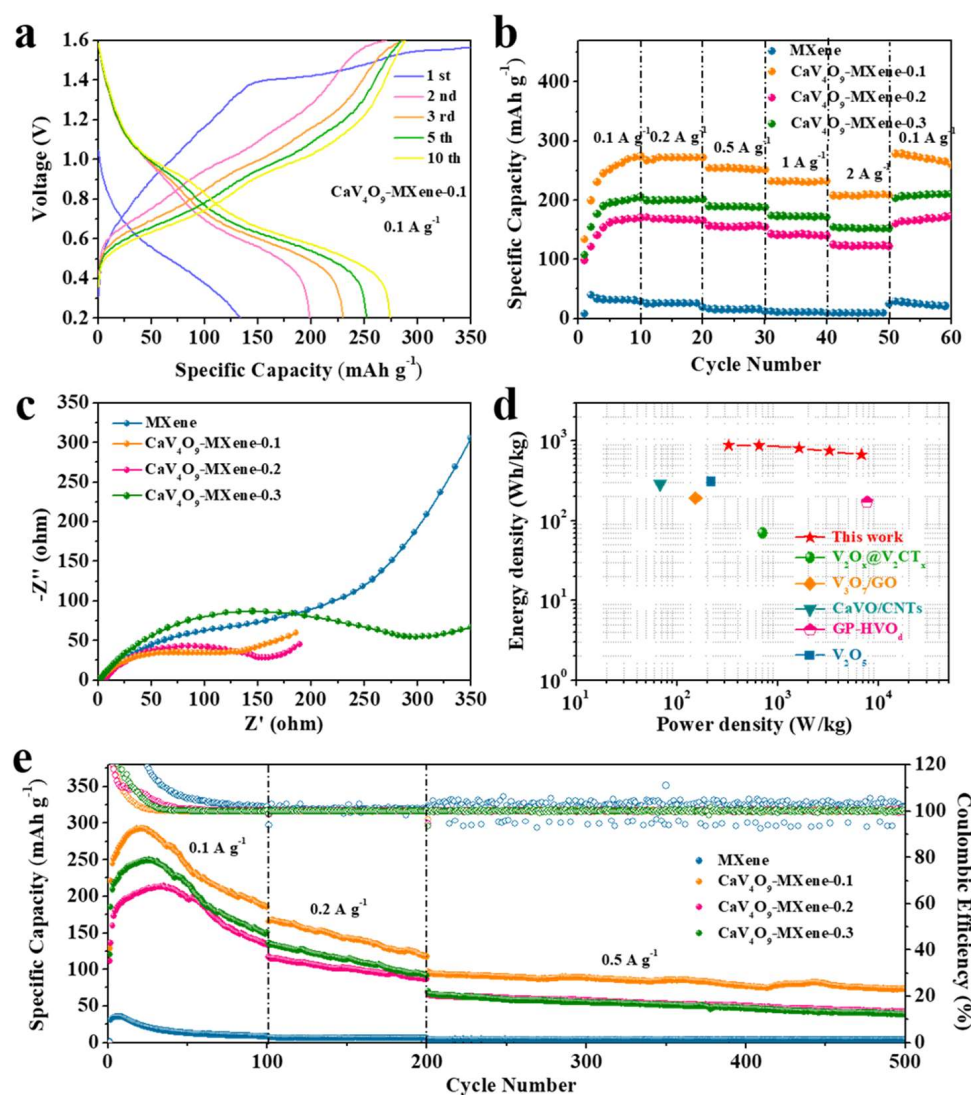 a
1.6
1.4
1.2
1.0
0.8
0.6
0.4
0.2
Voltage (V)
1 st
2 nd
3 rd
5 th
10 th
CaV₄O₉-MXene-0.1
0.1 A g⁻¹
0 50 100 150 200 250 300 350
Specific Capacity (mAh g⁻¹)
b
400
300
200
100
0
Specific Capacity (mAh g⁻¹)
MXene
CaV₄O₉-MXene-0.1
CaV₄O₉-MXene-0.2
CaV₄O₉-MXene-0.3
0.1 A g⁻¹ 0.2 A g⁻¹ 0.5 A g⁻¹ 1 A g⁻¹ 2 A g⁻¹ 0.1 A g⁻¹
0 10 20 30 40 50 60
Cycle Number
c
350
300
250
200
150
100
50
0
-Z'' (ohm)
MXene
CaV₄O₉-MXene-0.1
CaV₄O₉-MXene-0.2
CaV₄O₉-MXene-0.3
0 50 100 150 200 250 300 350
Z' (ohm)
d
10³
10²
10¹
10⁰
Energy density (Wh/kg)
This work
V₂Oₓ@V₂CTₓ
V₃O₇/GO
CaVO/CNTs
GP-HVO_d
V₂O₅
10¹ 10² 10³ 10⁴
Power density (W/kg)
e
350
300
250
200
150
100
50
0
Specific Capacity (mAh g⁻¹)
0.1 A g⁻¹
0.2 A g⁻¹
0.5 A g⁻¹
MXene
CaV₄O₉-MXene-0.1
CaV₄O₉-MXene-0.2
CaV₄O₉-MXene-0.3
120
100
80
60
40
20
0
Coulombic Efficiency (%)
0 100 200 300 400 500
Cycle Number